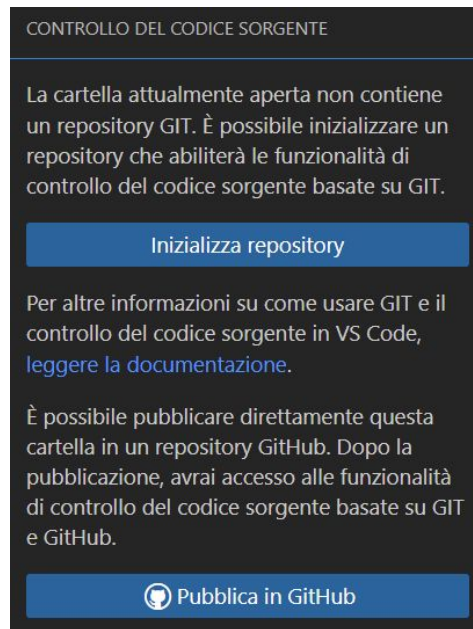 CONTROLLO DEL CODICE SORGENTE
La cartella attualmente aperta non contiene
un repository GIT. È possibile inizializzare un
repository che abiliterà le funzionalità di
controllo del codice sorgente basate su GIT.
Inizializza repository
Per altre informazioni su come usare GIT e il
controllo del codice sorgente in VS Code,
leggere la documentazione.
È possibile pubblicare direttamente questa
cartella in un repository GitHub. Dopo la
pubblicazione, avrai accesso alle funzionalità
di controllo del codice sorgente basate su GIT
e GitHub.
Pubblica in GitHub